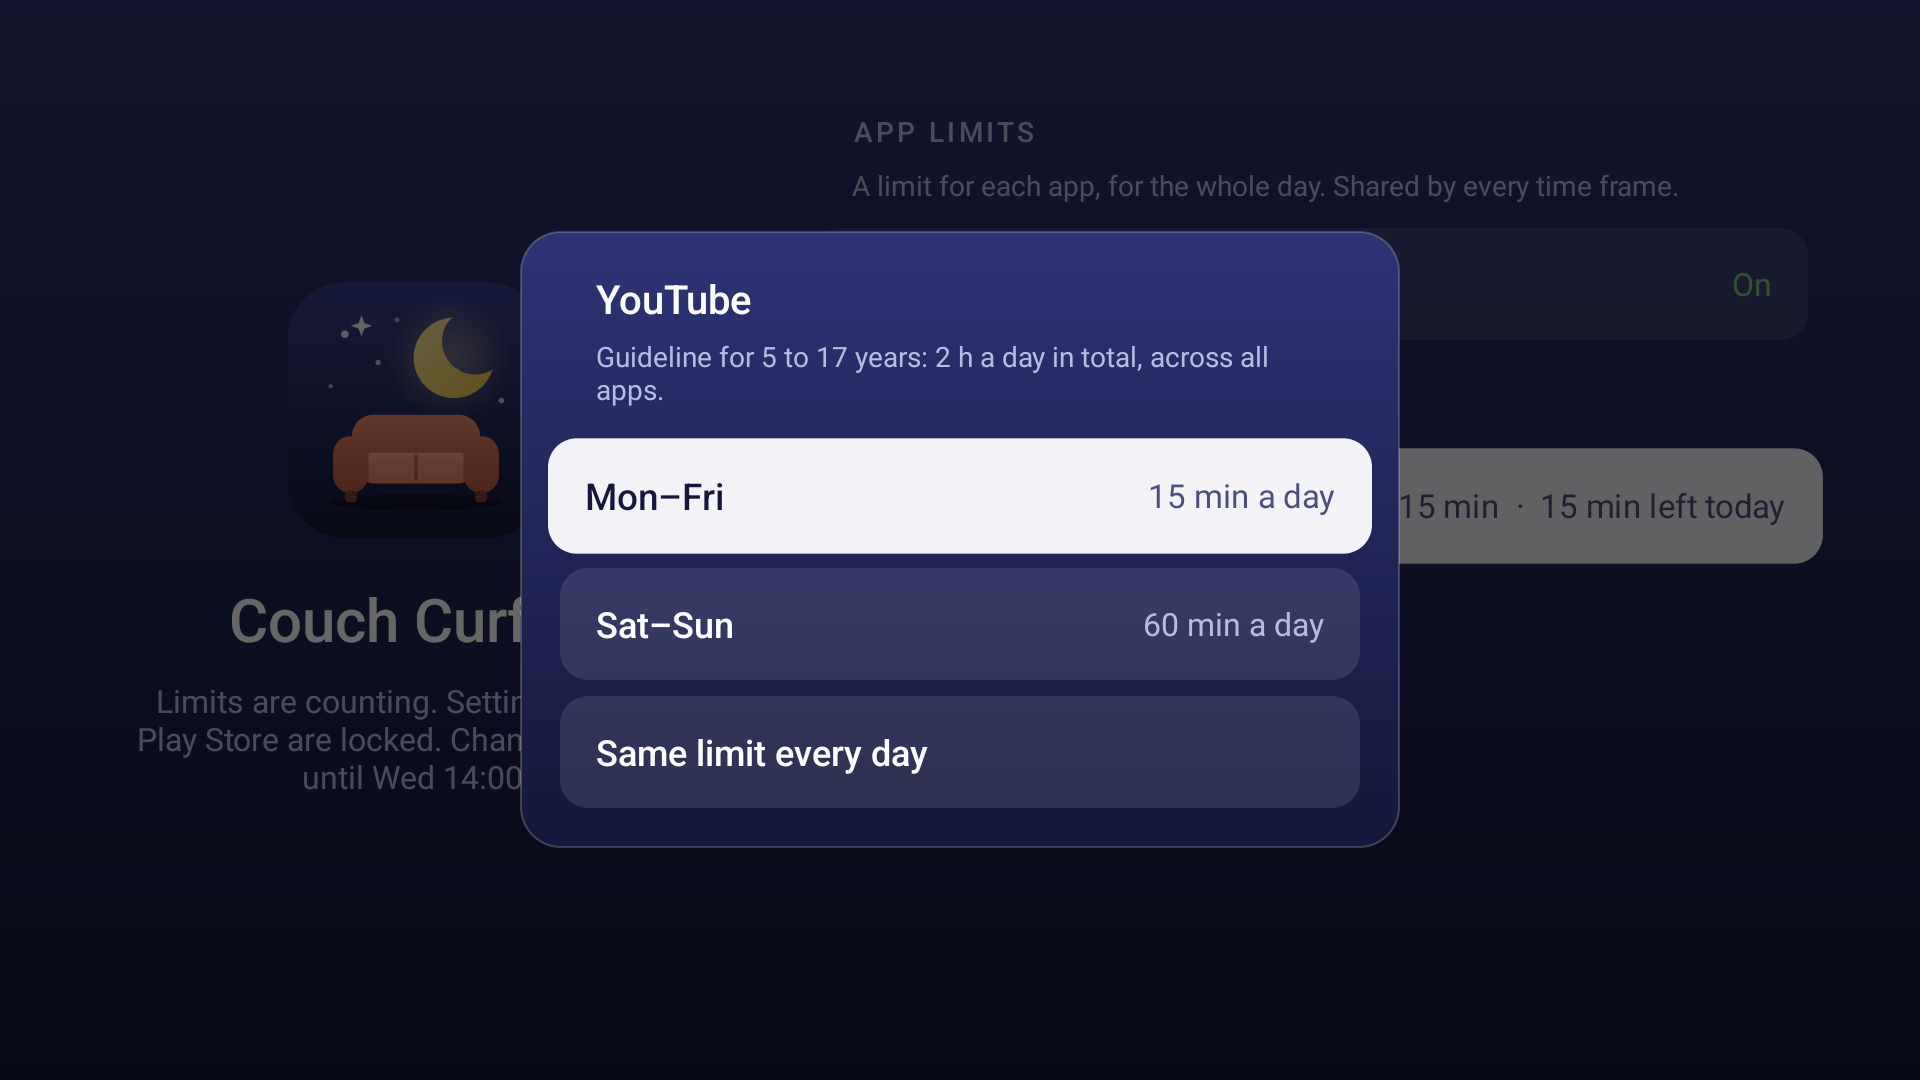 APP LIMITS
A limit for each app, for the whole day. Shared by every time frame.
On
YouTube
Guideline for 5 to 17 years: 2 h a day in total, across all
apps.
Mon–Fri 15 min a day
15 min · 15 min left today
Sat–Sun 60 min a day
Same limit every day
Couch
Limits are counting.
Play Store are locked.
until Wed 14:00